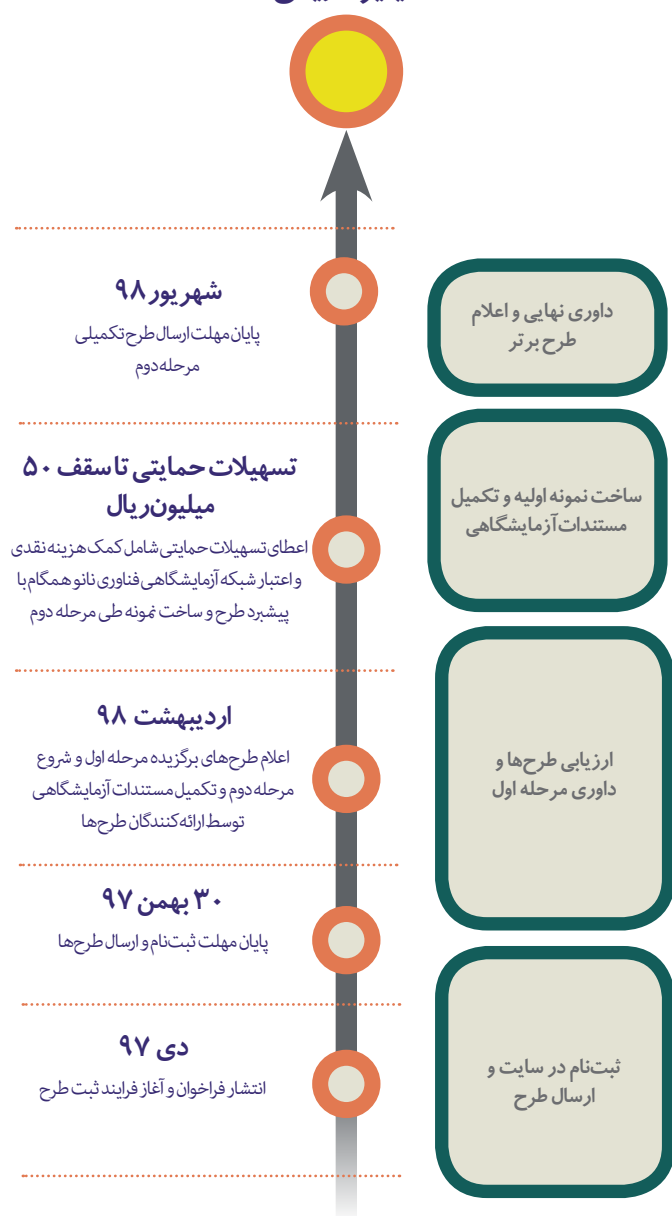 شهریور ۹۸
پایان مهلت ارسال طرح تکمیلی
مرحله دوم
داوری نهایی و اعلام
طرح برتر
تسهیلات حمایتی تا سقف ۵۰
میلیون ریال
اعطای تسهیلات حمایتی شامل کمک هزینه نقدی
و اعتبار شبکه آزمایشگاهی فناوری نانو همگام با
پیشبرد طرح و ساخت نمونه طی مرحله دوم
ساخت نمونه اولیه و تکمیل
مستندات آزمایشگاهی
اردیبهشت ۹۸
اعلام طرح‌های برگزیده مرحله اول و شروع
مرحله دوم و تکمیل مستندات آزمایشگاهی
توسط ارائه کنندگان طرح‌ها
ارزیابی طرح‌ها و
داوری مرحله اول
۳۰ بهمن ۹۷
پایان مهلت ثبت‌نام و ارسال طرح‌ها
دی ۹۷
انتشار فراخوان و آغاز فرایند ثبت طرح
ثبت‌نام در سایت و
ارسال طرح